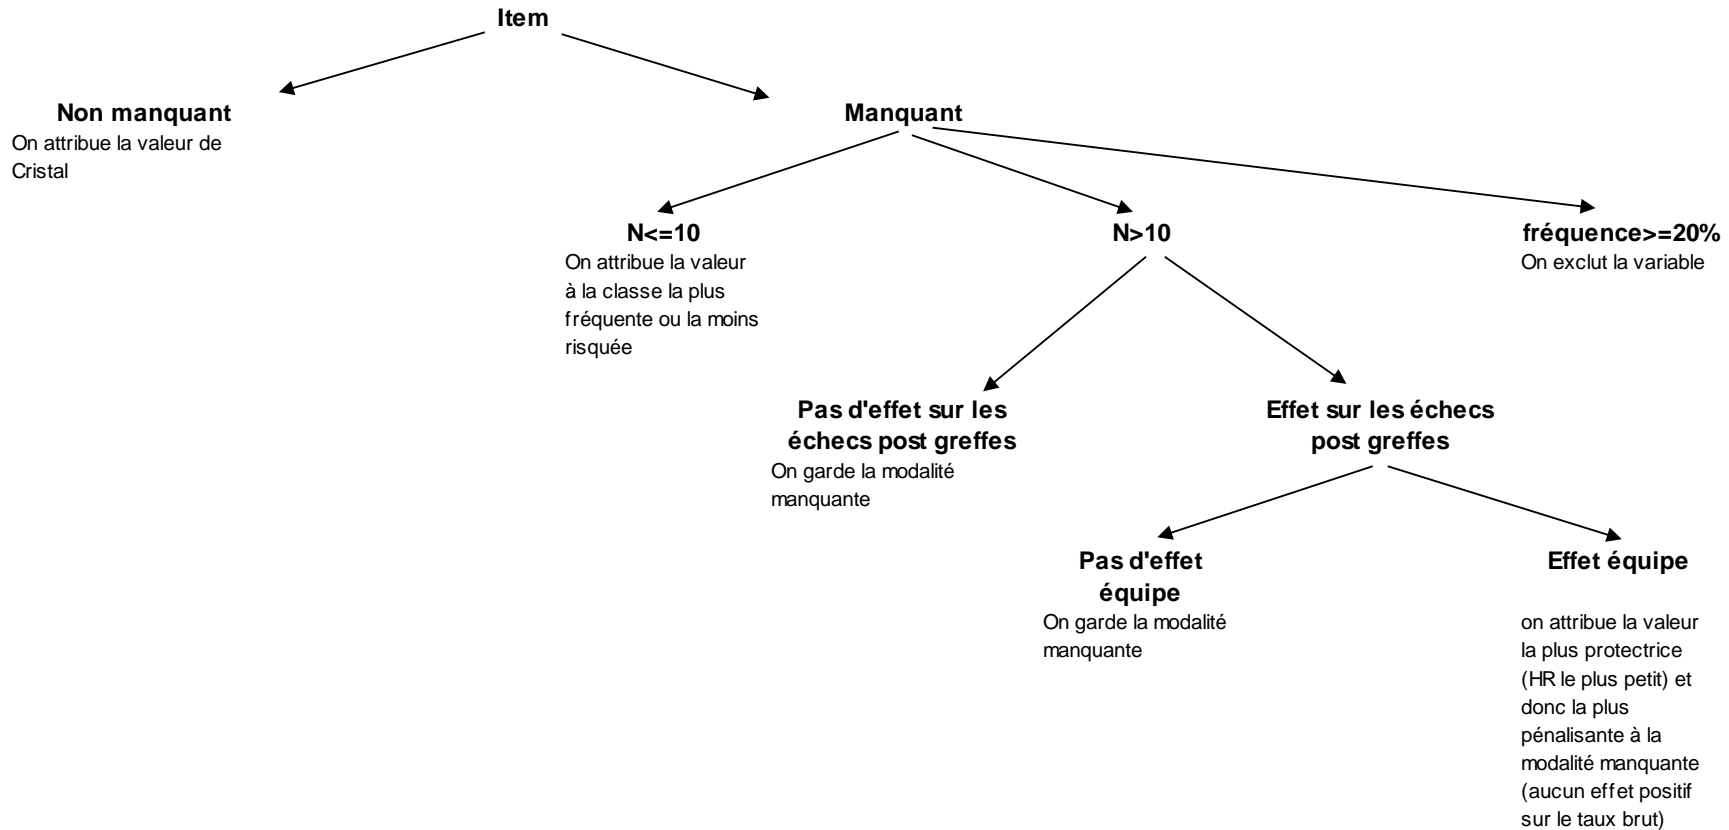 Item
Non manquant
On attribue la valeur de
Cristal
Manquant
N<=10
On attribue la valeur
à la classe la plus
fréquente ou la moins
risquée
N>10
fréquence>=20%
On exclut la variable
Pas d'effet sur les
échecs post greffes
On garde la modalité
manquante
Effet sur les échecs
post greffes
Pas d'effet
équipe
On garde la modalité
manquante
Effet équipe
on attribue la valeur
la plus protectrice
(HR le plus petit) et
donc la plus
pénalisante à la
modalité manquante
(aucun effet positif
sur le taux brut)